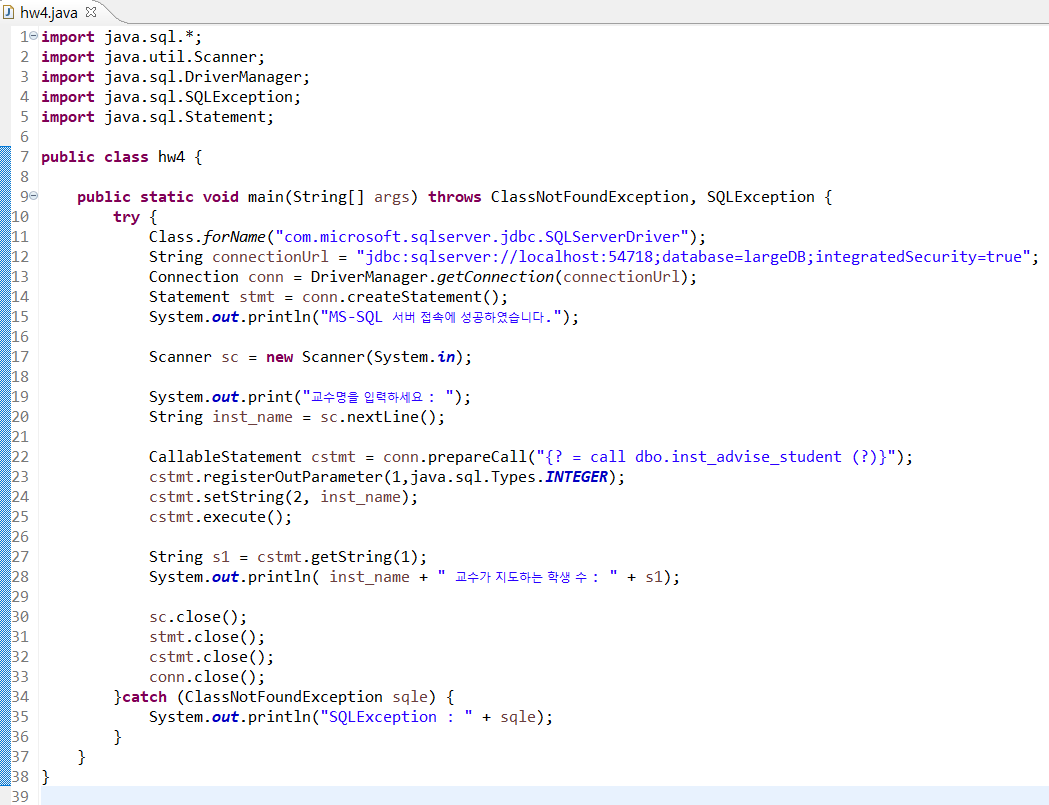 hw4.java
1 import java.sql.*;
2 import java.util.Scanner;
3 import java.sql.DriverManager;
4 import java.sql.SQLException;
5 import java.sql.Statement;
6
7 public class hw4 {
8
9     public static void main(String[] args) throws ClassNotFoundException, SQLException {
10         try {
11             Class.forName("com.microsoft.sqlserver.jdbc.SQLServerDriver");
12             String connectionUrl = "jdbc:sqlserver://localhost:54718;database=largeDB;integratedSecurity=true";
13             Connection conn = DriverManager.getConnection(connectionUrl);
14             Statement stmt = conn.createStatement();
15             System.out.println("MS-SQL 서버 접속에 성공하였습니다.");
16
17             Scanner sc = new Scanner(System.in);
18
19             System.out.print("교수명을 입력하세요 : ");
20             String inst_name = sc.nextLine();
21
22             CallableStatement cstmt = conn.prepareCall("{? = call dbo.inst_advise_student (?)}");
23             cstmt.registerOutParameter(1,java.sql.Types.INTEGER);
24             cstmt.setString(2, inst_name);
25             cstmt.execute();
26
27             String s1 = cstmt.getString(1);
28             System.out.println( inst_name + " 교수가 지도하는 학생 수 : " + s1);
29
30             sc.close();
31             stmt.close();
32             cstmt.close();
33             conn.close();
34         }catch (ClassNotFoundException sqle) {
35             System.out.println("SQLException : " + sqle);
36         }
37     }
38 }
39